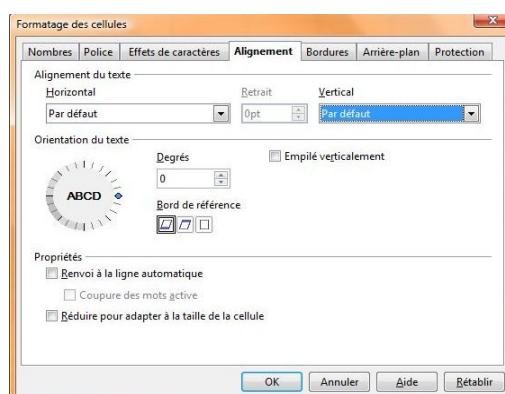 Formatage des cellules
Nombres Police Effets de caractères Alignement Bordures Arrière-plan Protection
Alignement du texte
Horizontal Retrait Vertical
Par défaut 0pt Par défaut
Orientation du texte
Degrés Empilé verticalement
0
ABCD
Bord de référence
Propriétés
Renvoi à la ligne automatique
Coupure des mots active
Réduire pour adapter à la taille de la cellule
OK Annuler Aide Rétablir